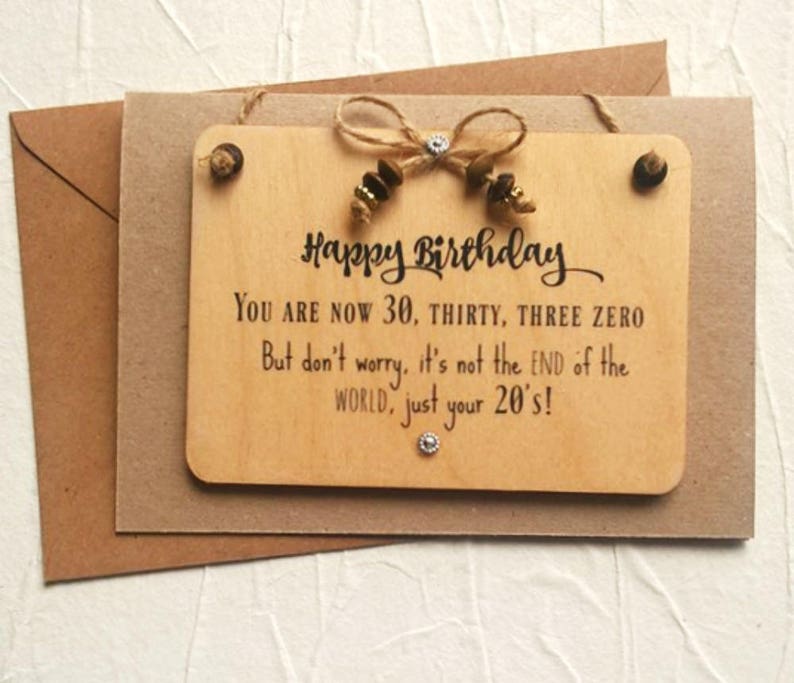 Happy Birthday
You are now 30, thirty, three zero
But don't worry, it's not the END of the
WORLD, just your 20's!